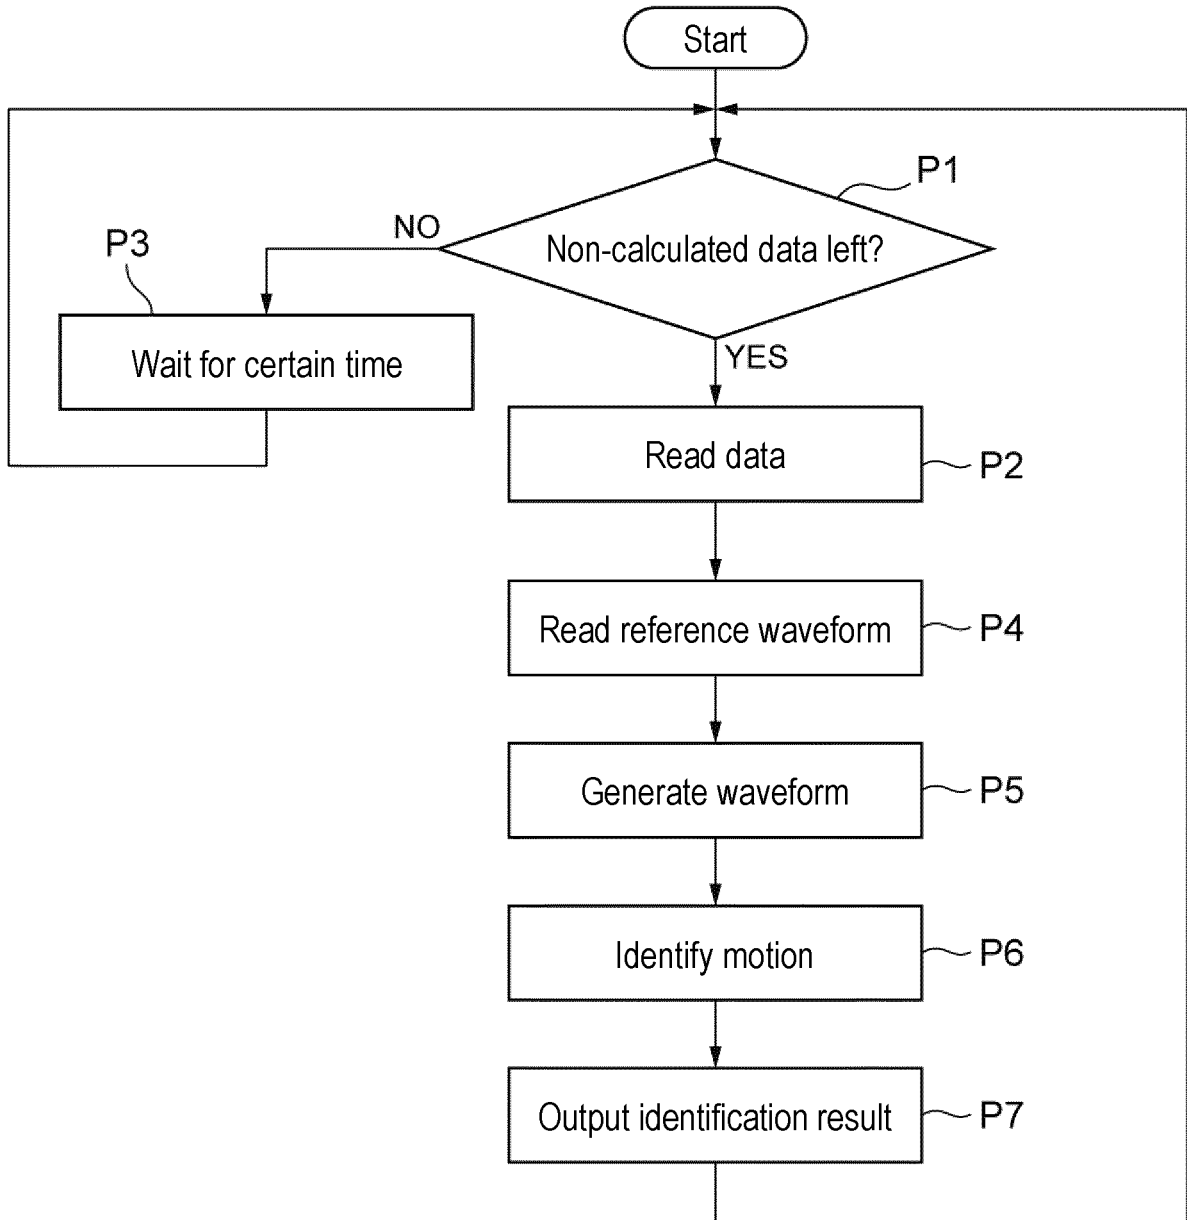 Start
P1
Non-calculated data left?
NO
P3
Wait for certain time
YES
Read data
P2
Read reference waveform
P4
Generate waveform
P5
Identify motion
P6
Output identification result
P7